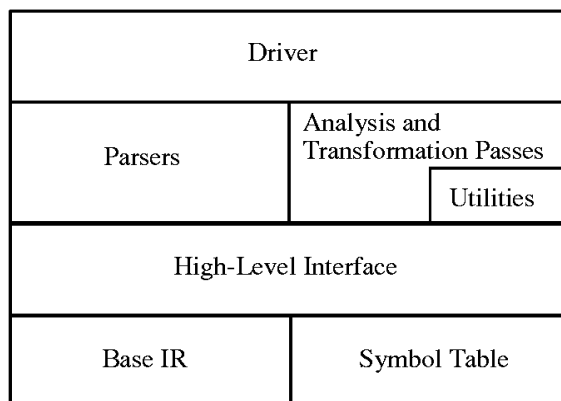 Driver
Parsers
Analysis and
Transformation Passes
Utilities
High-Level Interface
Base IR
Symbol Table